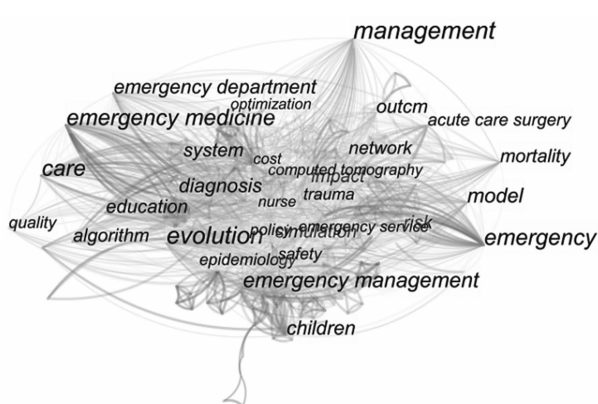 management
emergency department
optimization
outcm
emergency medicine
acute care surgery
system
network
cost
mortality
care
computed tomography
impact
diagnosis
trauma
model
nurse
education
quality
risk
policy
emergency service
algorithm
evolution
simulation
emergency
safety
epidemiology
emergency management
children